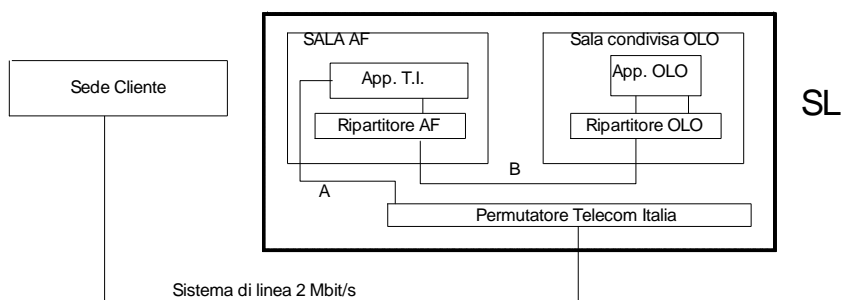 SALA AF
Sala condivisa OLO
Sede Cliente
App. T.I.
App. OLO
SL
Ripartitore AF
Ripartitore OLO
A
B
Permutatore Telecom Italia
Sistema di linea 2 Mbit/s